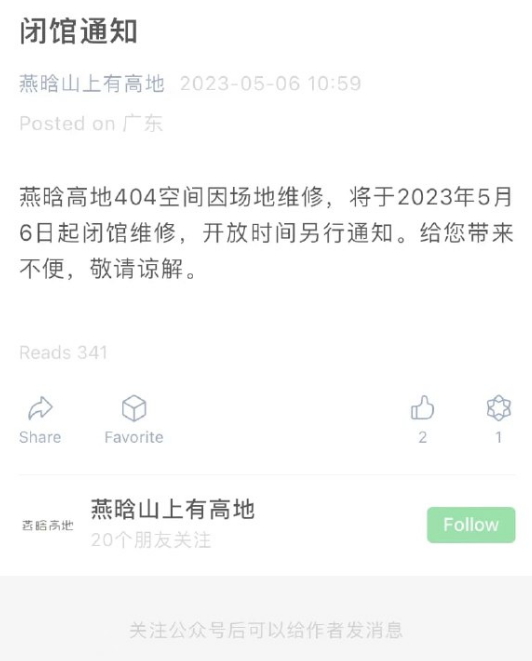 闭馆通知
燕晗山上有高地 2023-05-06 10:59
Posted on 广东
燕晗高地404空间因场地维修，将于2023年5月
6日起闭馆维修，开放时间另行通知。给您带来
不便，敬请谅解。
Reads 341
Share Favorite 2 1
燕晗高地 燕晗山上有高地
20个朋友关注
Follow
关注公众号后可以给作者发消息